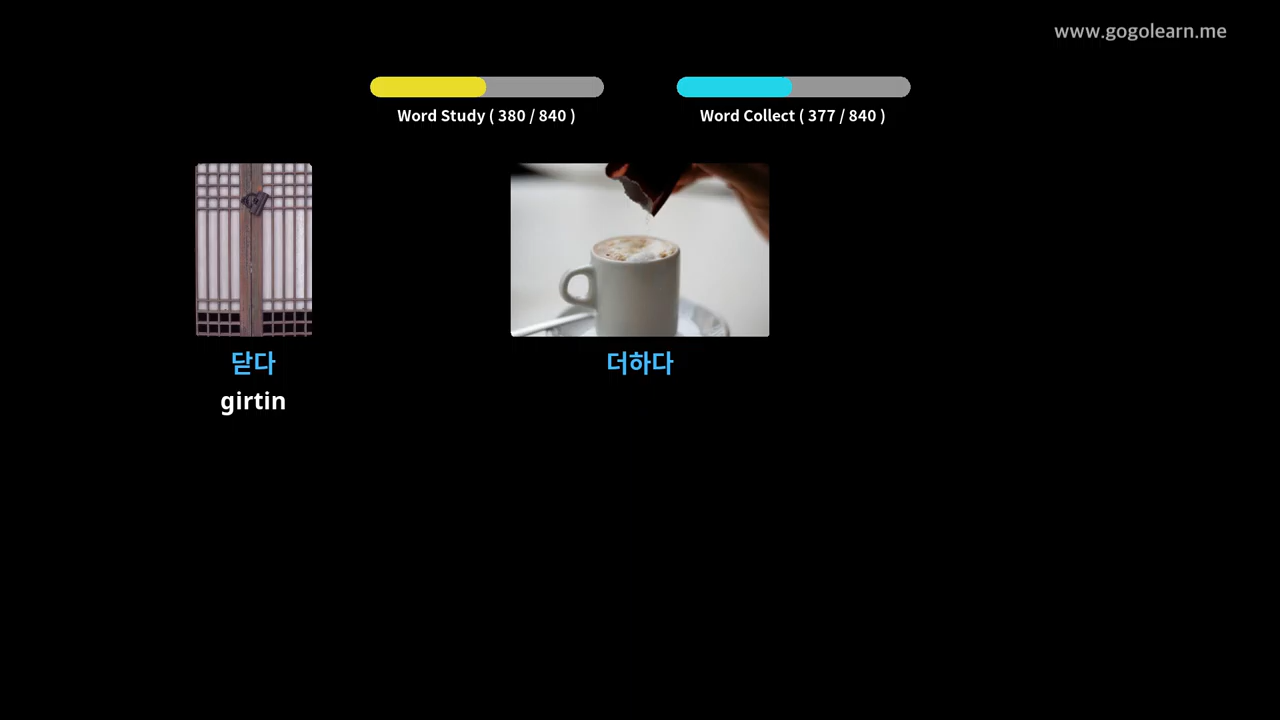 www.gogolearn.me
Word Study ( 380 / 840 )
Word Collect ( 377 / 840 )
닫다
더하다
girtin